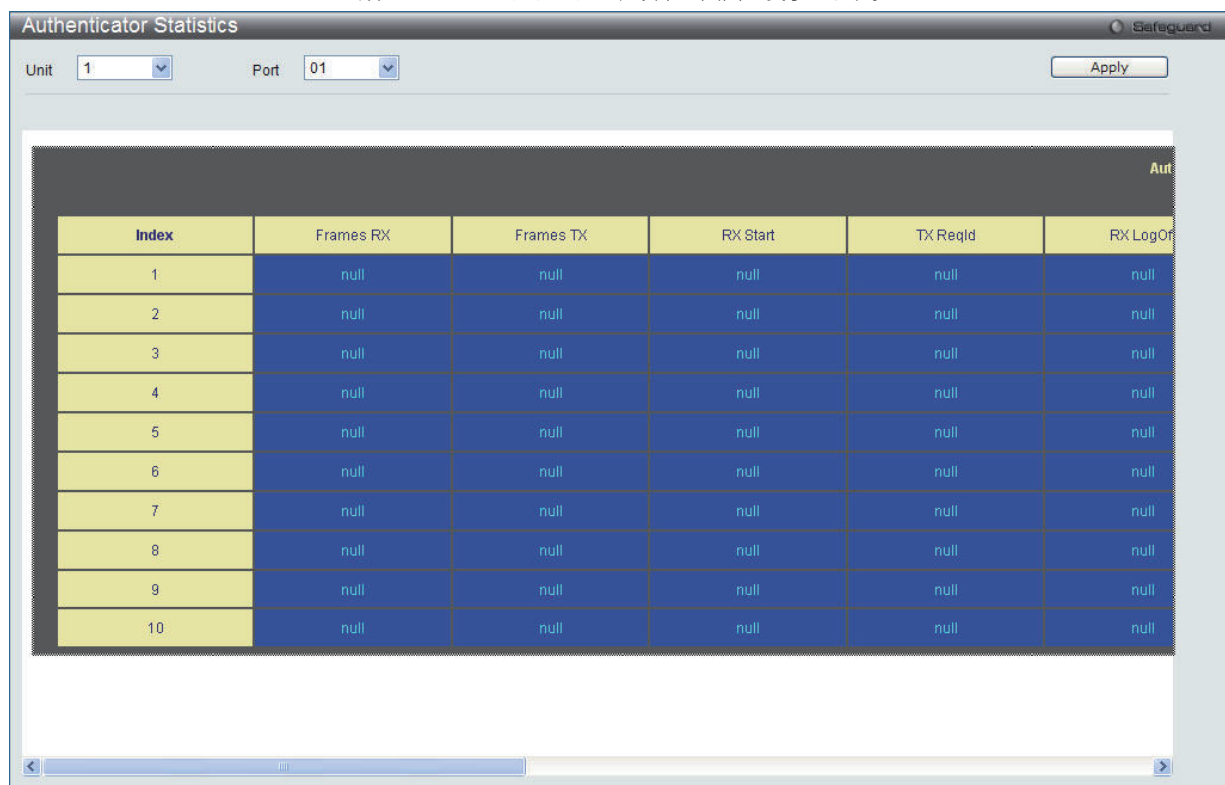 Authenticator Statistics
Safeguard
Unit 1 Port 01 Apply
Aut
Index Frames RX Frames TX RX Start TX ReqId RX LogOf
1 null null null null null
2 null null null null null
3 null null null null null
4 null null null null null
5 null null null null null
6 null null null null null
7 null null null null null
8 null null null null null
9 null null null null null
10 null null null null null